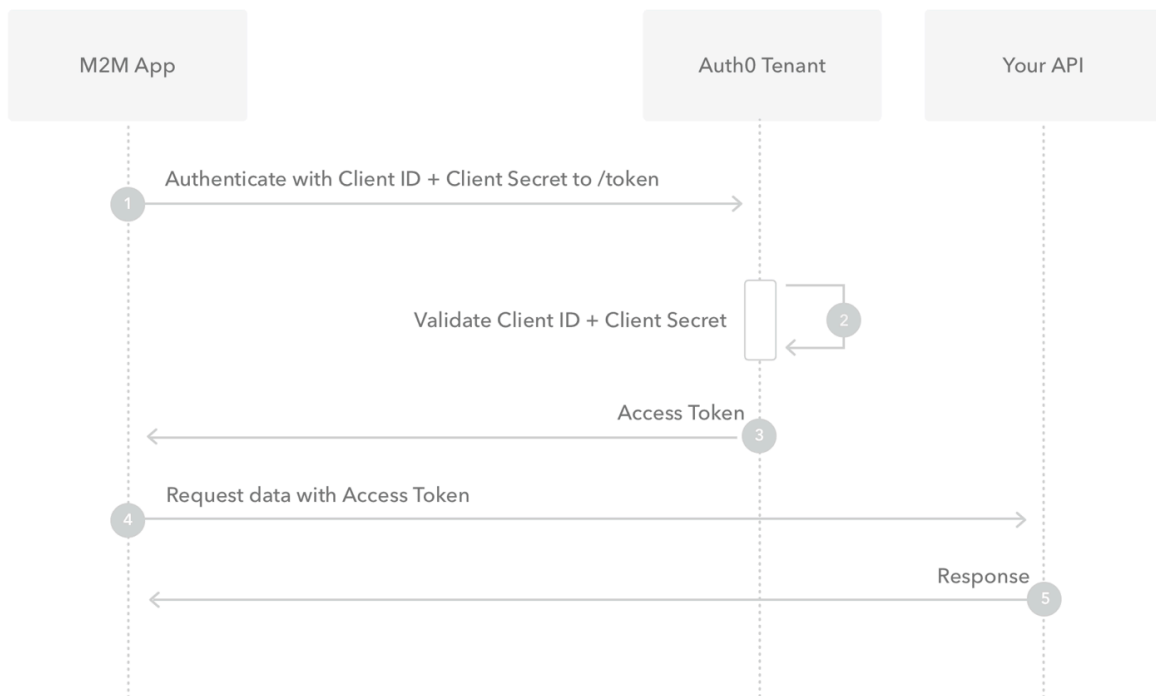 M2M App
Auth0 Tenant
Your API
Authenticate with Client ID + Client Secret to /token
1
Validate Client ID + Client Secret
2
Access Token
3
Request data with Access Token
4
Response
5